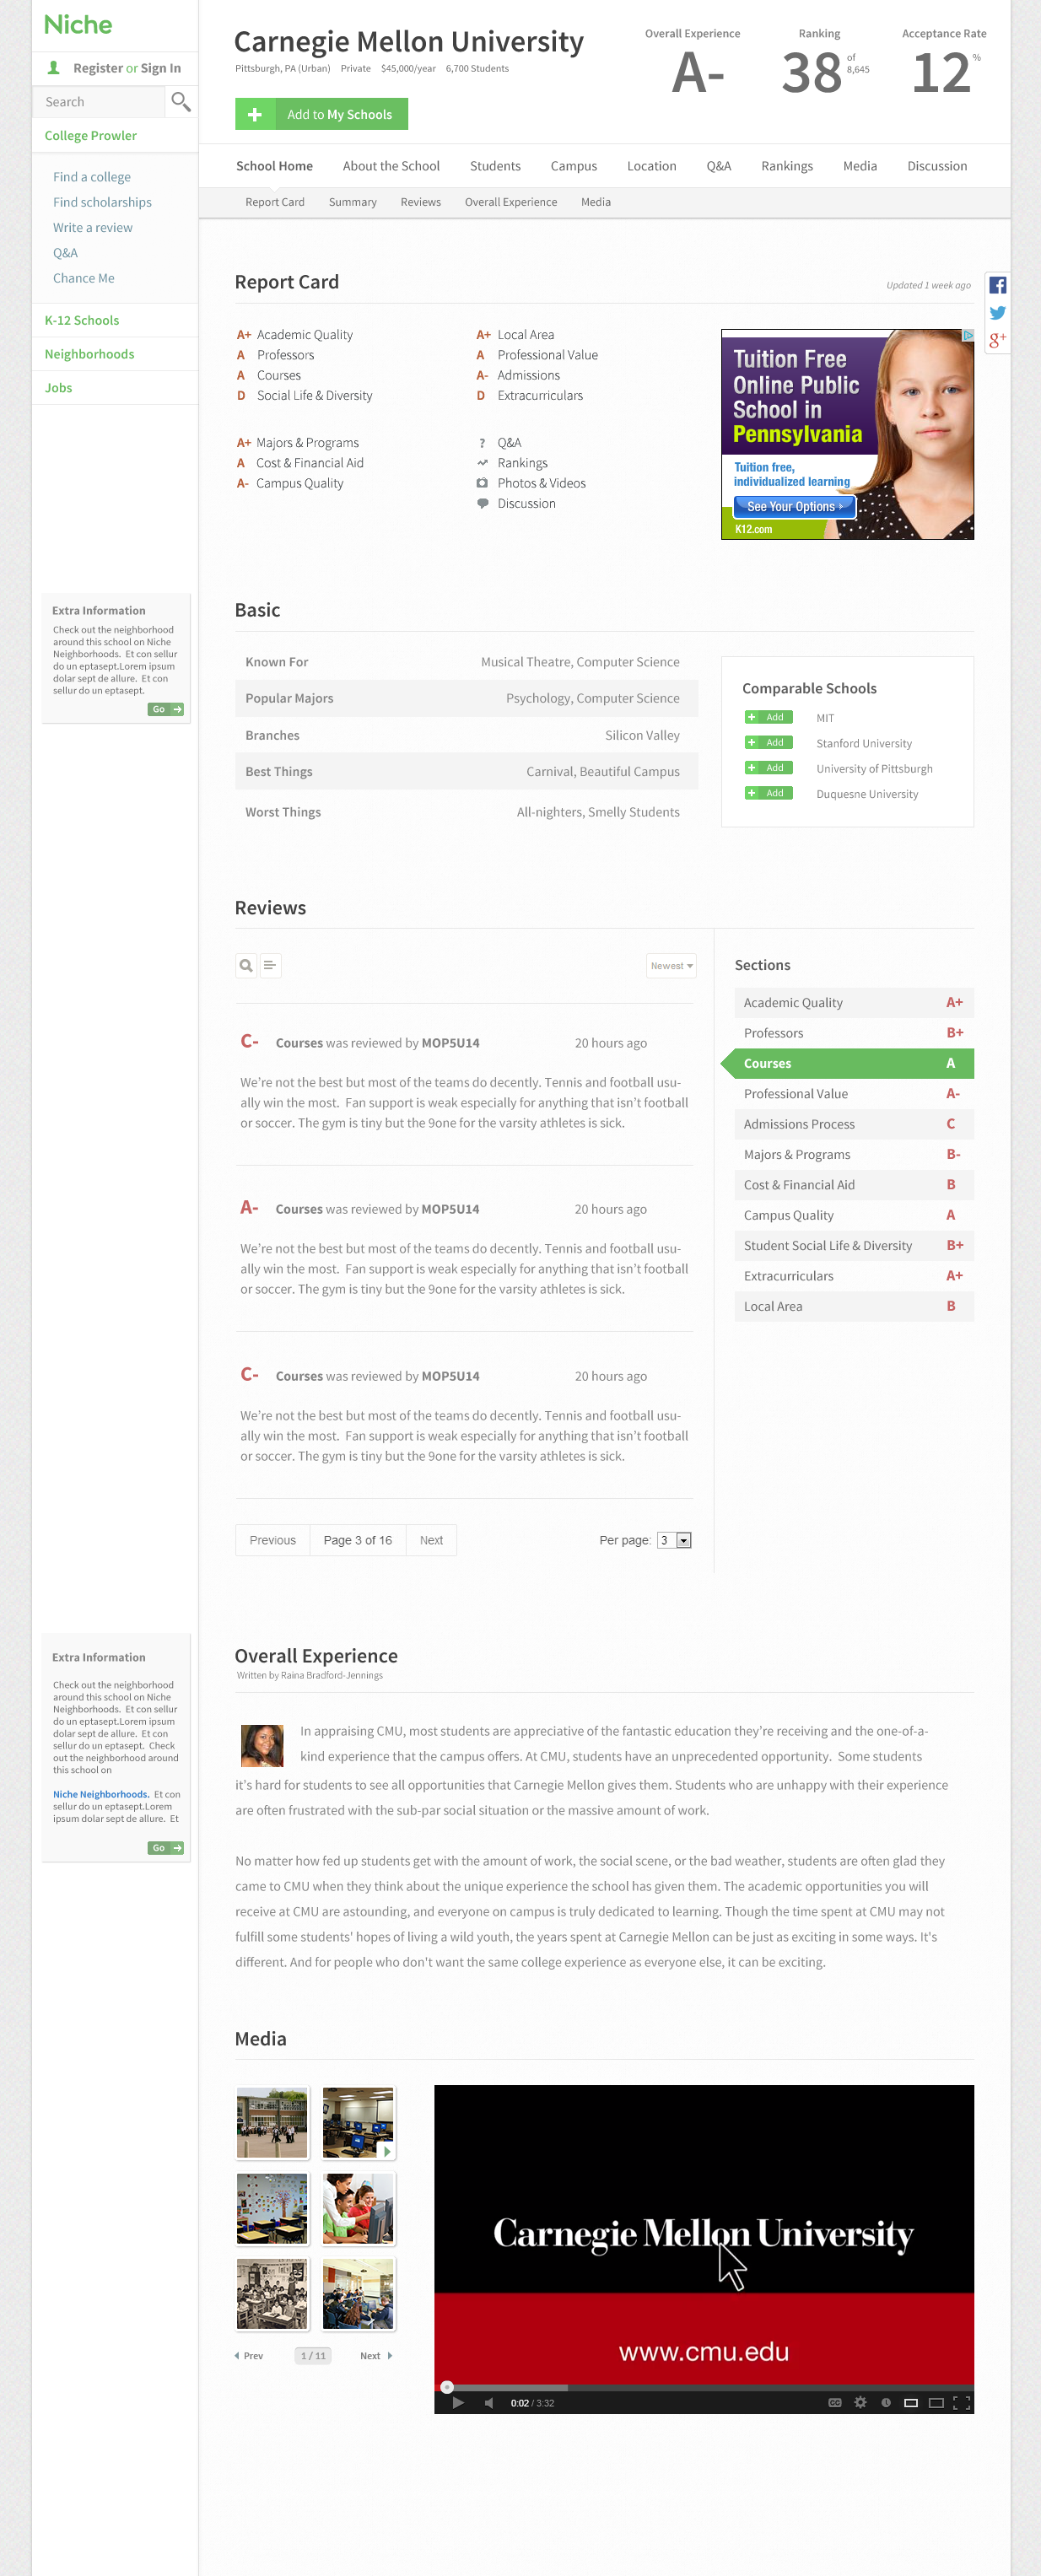 Niche
Register or Sign In
Search
College Prowler
Find a college
Find scholarships
Write a review
Q&A
Chance Me
K-12 Schools
Neighborhoods
Jobs
Extra Information
Check out the neighborhood
around this school on Niche
Neighborhoods.  Et con sellur
do un eptasept.Lorem ipsum
dolar sept de allure.  Et con
sellur do un eptasept.
Go
Extra Information
Check out the neighborhood
around this school on Niche
Neighborhoods.  Et con sellur
do un eptasept.Lorem ipsum
dolar sept de allure.  Et con
sellur do un eptasept.  Check
out the neighborhood around
this school on
Niche Neighborhoods.  Et con
sellur do un eptasept.Lorem
ipsum dolar sept de allure.  Et
Go
Carnegie Mellon University
Pittsburgh, PA (Urban) Private $45,000/year 6,700 Students
+ Add to My Schools
Overall Experience
A-
Ranking
38 of 8,645
Acceptance Rate
12 %
School Home About the School Students Campus Location Q&A Rankings Media Discussion
Report Card Summary Reviews Overall Experience Media
Report Card
Updated 1 week ago
A+ Academic Quality
A Professors
A Courses
D Social Life & Diversity
A+ Majors & Programs
A Cost & Financial Aid
A- Campus Quality
A+ Local Area
A Professional Value
A- Admissions
D Extracurriculars
? Q&A
Rankings
Photos & Videos
Discussion
Tuition Free
Online Public
School in
Pennsylvania
Tuition free,
individualized learning
See Your Options ›
K12.com
f
g+
Basic
Known For Musical Theatre, Computer Science
Popular Majors Psychology, Computer Science
Branches Silicon Valley
Best Things Carnival, Beautiful Campus
Worst Things All-nighters, Smelly Students
Comparable Schools
+ Add MIT
+ Add Stanford University
+ Add University of Pittsburgh
+ Add Duquesne University
Reviews
Newest
C- Courses was reviewed by MOP5U14 20 hours ago
We're not the best but most of the teams do decently. Tennis and football usu-
ally win the most.  Fan support is weak especially for anything that isn't football
or soccer. The gym is tiny but the 9one for the varsity athletes is sick.
A- Courses was reviewed by MOP5U14 20 hours ago
We're not the best but most of the teams do decently. Tennis and football usu-
ally win the most.  Fan support is weak especially for anything that isn't football
or soccer. The gym is tiny but the 9one for the varsity athletes is sick.
C- Courses was reviewed by MOP5U14 20 hours ago
We're not the best but most of the teams do decently. Tennis and football usu-
ally win the most.  Fan support is weak especially for anything that isn't football
or soccer. The gym is tiny but the 9one for the varsity athletes is sick.
Previous Page 3 of 16 Next
Per page: 3
Sections
Academic Quality A+
Professors B+
Courses A
Professional Value A-
Admissions Process C
Majors & Programs B-
Cost & Financial Aid B
Campus Quality A
Student Social Life & Diversity B+
Extracurriculars A+
Local Area B
Overall Experience
Written by Raina Bradford-Jennings
In appraising CMU, most students are appreciative of the fantastic education they're receiving and the one-of-a-
kind experience that the campus offers. At CMU, students have an unprecedented opportunity.  Some students
it's hard for students to see all opportunities that Carnegie Mellon gives them. Students who are unhappy with their experience
are often frustrated with the sub-par social situation or the massive amount of work.
No matter how fed up students get with the amount of work, the social scene, or the bad weather, students are often glad they
came to CMU when they think about the unique experience the school has given them. The academic opportunities you will
receive at CMU are astounding, and everyone on campus is truly dedicated to learning. Though the time spent at CMU may not
fulfill some students' hopes of living a wild youth, the years spent at Carnegie Mellon can be just as exciting in some ways. It's
different. And for people who don't want the same college experience as everyone else, it can be exciting.
Media
Prev 1 / 11 Next
Carnegie Mellon University
www.cmu.edu
0:02 / 3:32
CC